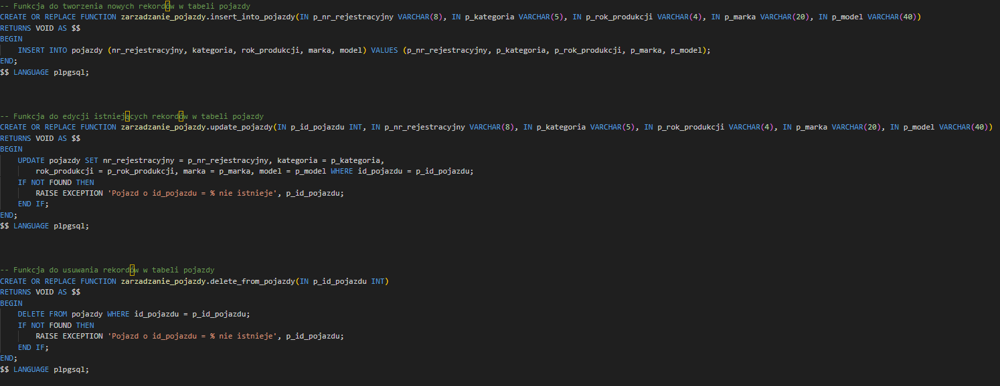 -- Funkcja do tworzenia nowych rekordów w tabeli pojazdy
CREATE OR REPLACE FUNCTION zarzadzanie_pojazdy.insert_into_pojazdy(IN p_nr_rejestracyjny VARCHAR(8), IN p_kategoria VARCHAR(5), IN p_rok_produkcji VARCHAR(4), IN p_marka VARCHAR(20), IN p_model VARCHAR(40))
RETURNS VOID AS $$
BEGIN
    INSERT INTO pojazdy (nr_rejestracyjny, kategoria, rok_produkcji, marka, model) VALUES (p_nr_rejestracyjny, p_kategoria, p_rok_produkcji, p_marka, p_model);
END;
$$ LANGUAGE plpgsql;
-- Funkcja do edycji istniejących rekordów w tabeli pojazdy
CREATE OR REPLACE FUNCTION zarzadzanie_pojazdy.update_pojazdy(IN p_id_pojazdu INT, IN p_nr_rejestracyjny VARCHAR(8), IN p_kategoria VARCHAR(5), IN p_rok_produkcji VARCHAR(4), IN p_marka VARCHAR(20), IN p_model VARCHAR(40))
RETURNS VOID AS $$
BEGIN
    UPDATE pojazdy SET nr_rejestracyjny = p_nr_rejestracyjny, kategoria = p_kategoria,
        rok_produkcji = p_rok_produkcji, marka = p_marka, model = p_model WHERE id_pojazdu = p_id_pojazdu;
    IF NOT FOUND THEN
        RAISE EXCEPTION 'Pojazd o id_pojazdu = % nie istnieje', p_id_pojazdu;
    END IF;
END;
$$ LANGUAGE plpgsql;
-- Funkcja do usuwania rekordów w tabeli pojazdy
CREATE OR REPLACE FUNCTION zarzadzanie_pojazdy.delete_from_pojazdy(IN p_id_pojazdu INT)
RETURNS VOID AS $$
BEGIN
    DELETE FROM pojazdy WHERE id_pojazdu = p_id_pojazdu;
    IF NOT FOUND THEN
        RAISE EXCEPTION 'Pojazd o id_pojazdu = % nie istnieje', p_id_pojazdu;
    END IF;
END;
$$ LANGUAGE plpgsql;